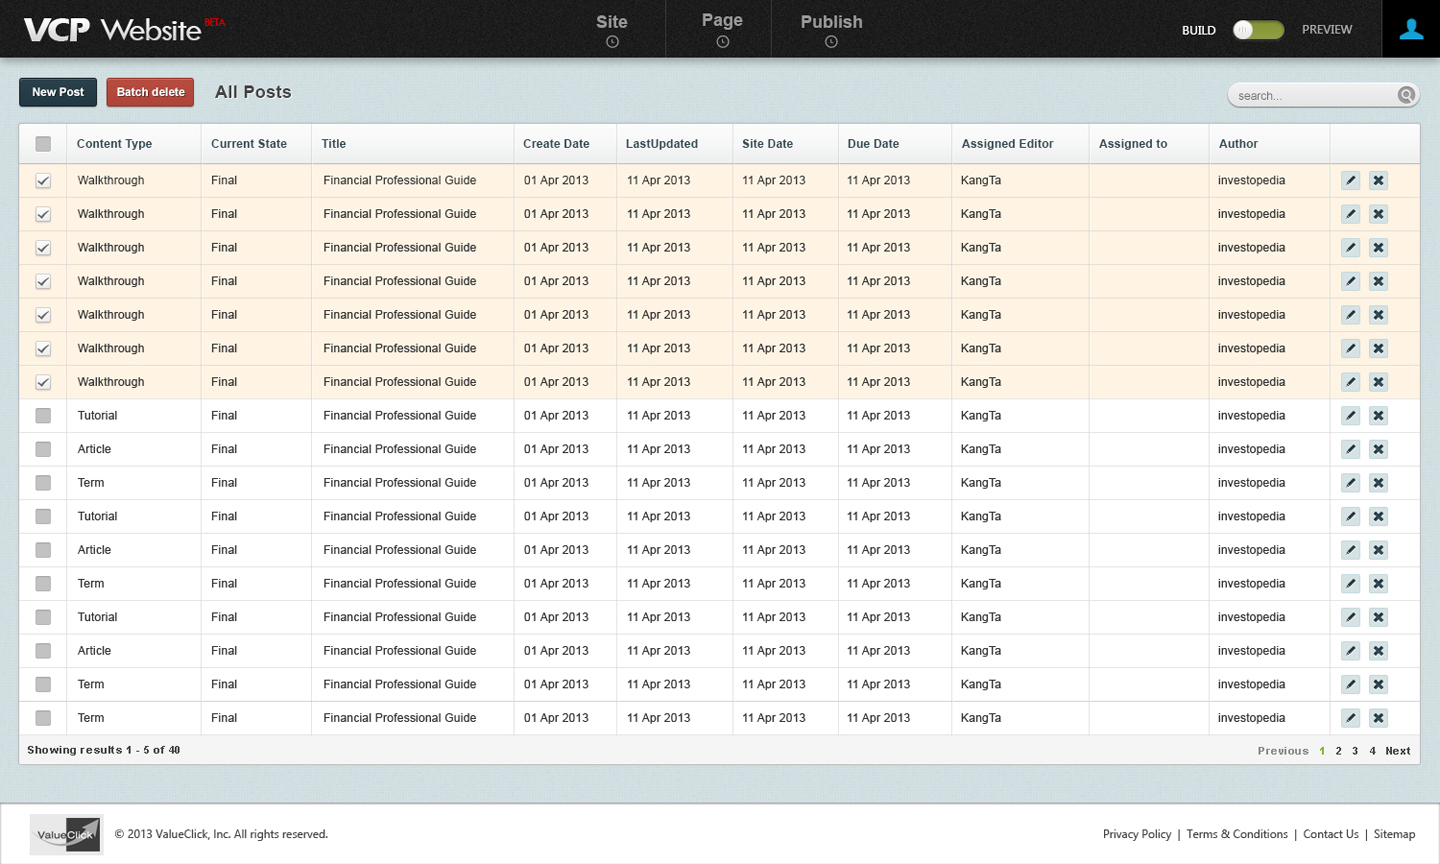 VCP Website BETA
Site Page Publish
BUILD PREVIEW
New Post Batch delete All Posts search...
Content Type Current State Title Create Date LastUpdated Site Date Due Date Assigned Editor Assigned to Author
Walkthrough Final Financial Professional Guide 01 Apr 2013 11 Apr 2013 11 Apr 2013 11 Apr 2013 KangTa investopedia
Walkthrough Final Financial Professional Guide 01 Apr 2013 11 Apr 2013 11 Apr 2013 11 Apr 2013 KangTa investopedia
Walkthrough Final Financial Professional Guide 01 Apr 2013 11 Apr 2013 11 Apr 2013 11 Apr 2013 KangTa investopedia
Walkthrough Final Financial Professional Guide 01 Apr 2013 11 Apr 2013 11 Apr 2013 11 Apr 2013 KangTa investopedia
Walkthrough Final Financial Professional Guide 01 Apr 2013 11 Apr 2013 11 Apr 2013 11 Apr 2013 KangTa investopedia
Walkthrough Final Financial Professional Guide 01 Apr 2013 11 Apr 2013 11 Apr 2013 11 Apr 2013 KangTa investopedia
Walkthrough Final Financial Professional Guide 01 Apr 2013 11 Apr 2013 11 Apr 2013 11 Apr 2013 KangTa investopedia
Tutorial Final Financial Professional Guide 01 Apr 2013 11 Apr 2013 11 Apr 2013 11 Apr 2013 KangTa investopedia
Article Final Financial Professional Guide 01 Apr 2013 11 Apr 2013 11 Apr 2013 11 Apr 2013 KangTa investopedia
Term Final Financial Professional Guide 01 Apr 2013 11 Apr 2013 11 Apr 2013 11 Apr 2013 KangTa investopedia
Tutorial Final Financial Professional Guide 01 Apr 2013 11 Apr 2013 11 Apr 2013 11 Apr 2013 KangTa investopedia
Article Final Financial Professional Guide 01 Apr 2013 11 Apr 2013 11 Apr 2013 11 Apr 2013 KangTa investopedia
Term Final Financial Professional Guide 01 Apr 2013 11 Apr 2013 11 Apr 2013 11 Apr 2013 KangTa investopedia
Tutorial Final Financial Professional Guide 01 Apr 2013 11 Apr 2013 11 Apr 2013 11 Apr 2013 KangTa investopedia
Article Final Financial Professional Guide 01 Apr 2013 11 Apr 2013 11 Apr 2013 11 Apr 2013 KangTa investopedia
Term Final Financial Professional Guide 01 Apr 2013 11 Apr 2013 11 Apr 2013 11 Apr 2013 KangTa investopedia
Term Final Financial Professional Guide 01 Apr 2013 11 Apr 2013 11 Apr 2013 11 Apr 2013 KangTa investopedia
Showing results 1 - 5 of 40 Previous 1 2 3 4 Next
ValueClick © 2013 ValueClick, Inc. All rights reserved. Privacy Policy | Terms & Conditions | Contact Us | Sitemap